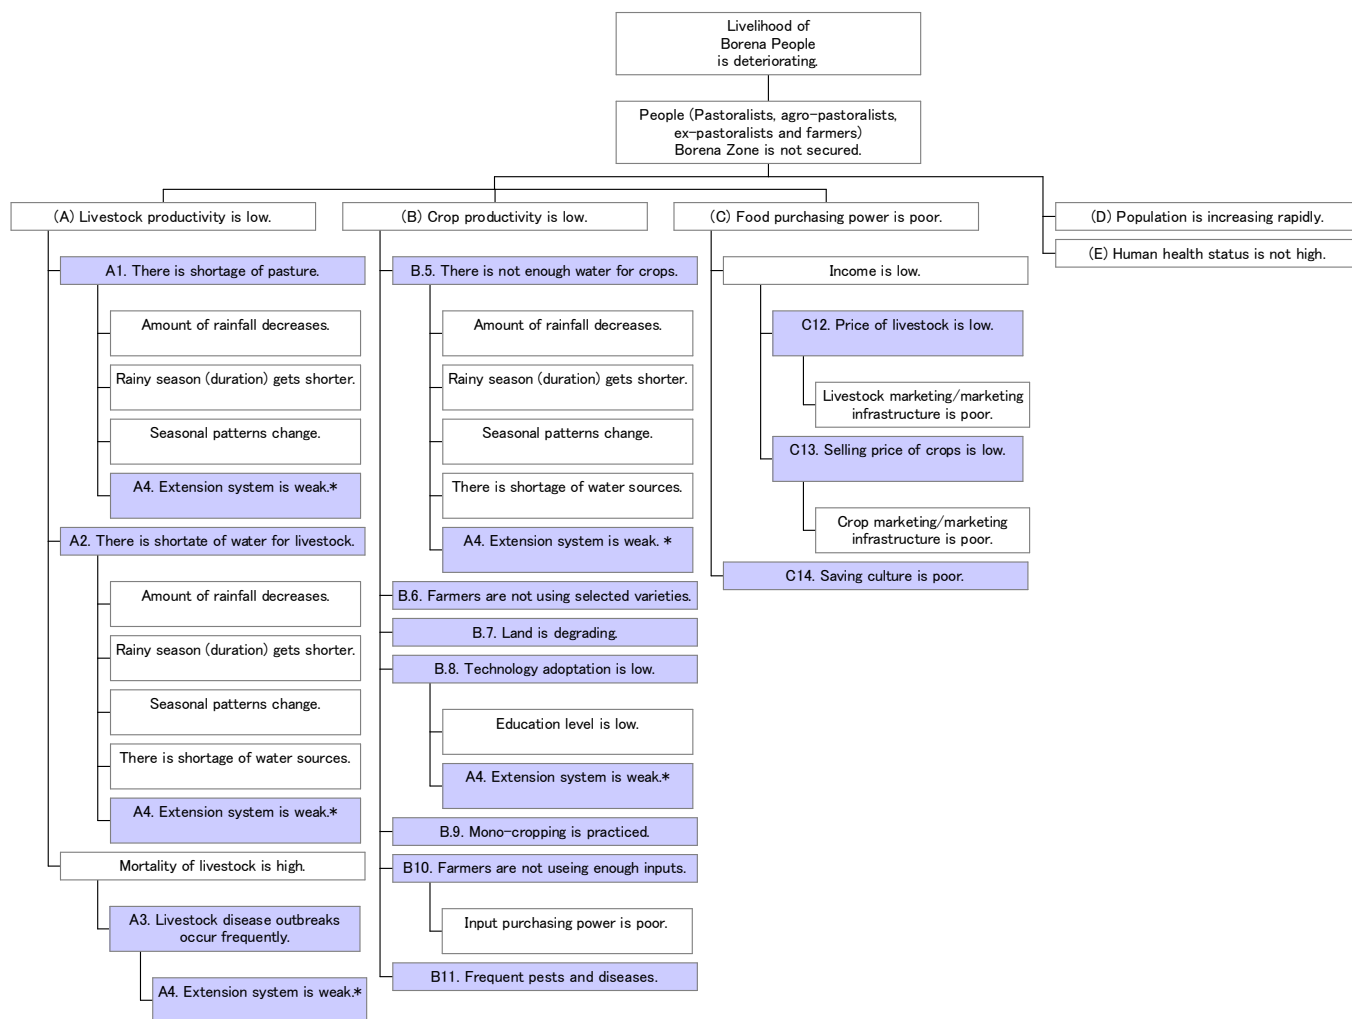 Livelihood of
Borena People
is deteriorating.
People (Pastoralists, agro-pastoralists,
ex-pastoralists and farmers)
Borena Zone is not secured.
(A) Livestock productivity is low.
(B) Crop productivity is low.
(C) Food purchasing power is poor.
(D) Population is increasing rapidly.
(E) Human health status is not high.
A1. There is shortage of pasture.
Amount of rainfall decreases.
Rainy season (duration) gets shorter.
Seasonal patterns change.
A4. Extension system is weak.*
A2. There is shortate of water for livestock.
Amount of rainfall decreases.
Rainy season (duration) gets shorter.
Seasonal patterns change.
There is shortage of water sources.
A4. Extension system is weak.*
Mortality of livestock is high.
A3. Livestock disease outbreaks
occur frequently.
A4. Extension system is weak.*
B.5. There is not enough water for crops.
Amount of rainfall decreases.
Rainy season (duration) gets shorter.
Seasonal patterns change.
There is shortage of water sources.
A4. Extension system is weak. *
B.6. Farmers are not using selected varieties.
B.7. Land is degrading.
B.8. Technology adoptation is low.
Education level is low.
A4. Extension system is weak.*
B.9. Mono-cropping is practiced.
B10. Farmers are not useing enough inputs.
Input purchasing power is poor.
B11. Frequent pests and diseases.
Income is low.
C12. Price of livestock is low.
Livestock marketing/marketing
infrastructure is poor.
C13. Selling price of crops is low.
Crop marketing/marketing
infrastructure is poor.
C14. Saving culture is poor.